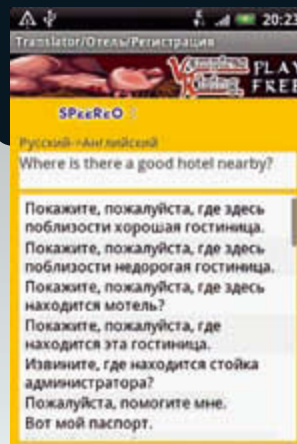 20:23
Translator/Отель/Регистрация
Vampires Rising PLAY FREE
SPEEREO
Русский->Английский
Where is there a good hotel nearby?
Покажите, пожалуйста, где здесь
поблизости хорошая гостиница.
Покажите, пожалуйста, где здесь
поблизости недорогая гостиница.
Покажите, пожалуйста, где здесь
находится мотель?
Покажите, пожалуйста, где
находится эта гостиница.
Извините, где находится стойка
администратора?
Пожалуйста, помогите мне.
Вот мой паспорт.